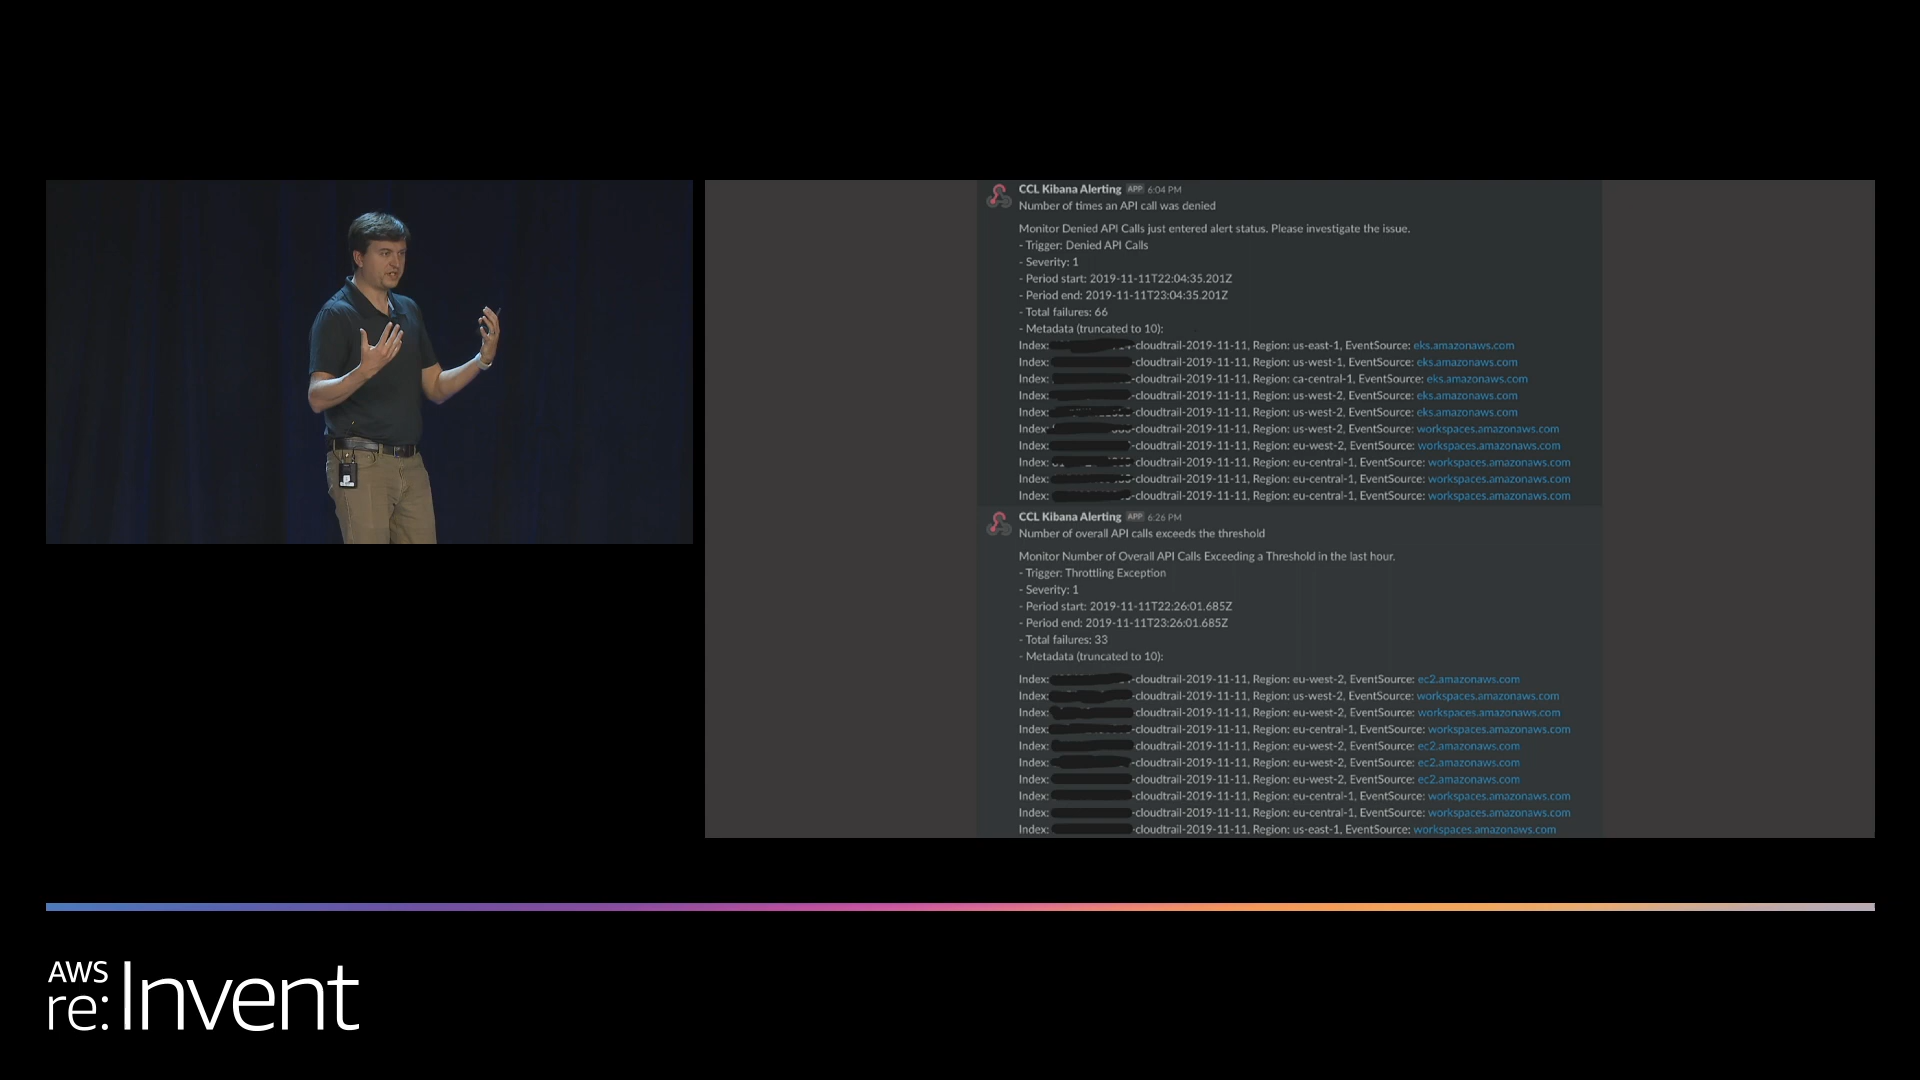 CCL Kibana Alerting APP 6:04 PM
Number of times an API call was denied
Monitor Denied API Calls just entered alert status. Please investigate the issue.
- Trigger: Denied API Calls
- Severity: 1
- Period start: 2019-11-11T22:04:35.201Z
- Period end: 2019-11-11T23:04:35.201Z
- Total failures: 66
- Metadata (truncated to 10):
Index: -cloudtrail-2019-11-11, Region: us-east-1, EventSource: eks.amazonaws.com
Index: -cloudtrail-2019-11-11, Region: us-west-1, EventSource: eks.amazonaws.com
Index: -cloudtrail-2019-11-11, Region: ca-central-1, EventSource: eks.amazonaws.com
Index: -cloudtrail-2019-11-11, Region: us-west-2, EventSource: eks.amazonaws.com
Index: -cloudtrail-2019-11-11, Region: us-west-2, EventSource: eks.amazonaws.com
Index: -cloudtrail-2019-11-11, Region: us-west-2, EventSource: workspaces.amazonaws.com
Index: -cloudtrail-2019-11-11, Region: eu-west-2, EventSource: workspaces.amazonaws.com
Index: -cloudtrail-2019-11-11, Region: eu-central-1, EventSource: workspaces.amazonaws.com
Index: -cloudtrail-2019-11-11, Region: eu-central-1, EventSource: workspaces.amazonaws.com
Index: -cloudtrail-2019-11-11, Region: eu-central-1, EventSource: workspaces.amazonaws.com
CCL Kibana Alerting APP 6:26 PM
Number of overall API calls exceeds the threshold
Monitor Number of Overall API Calls Exceeding a Threshold in the last hour.
- Trigger: Throttling Exception
- Severity: 1
- Period start: 2019-11-11T22:26:01.685Z
- Period end: 2019-11-11T23:26:01.685Z
- Total failures: 33
- Metadata (truncated to 10):
Index: -cloudtrail-2019-11-11, Region: eu-west-2, EventSource: ec2.amazonaws.com
Index: -cloudtrail-2019-11-11, Region: us-west-2, EventSource: workspaces.amazonaws.com
Index: -cloudtrail-2019-11-11, Region: eu-west-2, EventSource: workspaces.amazonaws.com
Index: -cloudtrail-2019-11-11, Region: eu-central-1, EventSource: workspaces.amazonaws.com
Index: -cloudtrail-2019-11-11, Region: eu-west-2, EventSource: ec2.amazonaws.com
Index: -cloudtrail-2019-11-11, Region: eu-west-2, EventSource: ec2.amazonaws.com
Index: -cloudtrail-2019-11-11, Region: eu-west-2, EventSource: ec2.amazonaws.com
Index: -cloudtrail-2019-11-11, Region: eu-central-1, EventSource: workspaces.amazonaws.com
Index: -cloudtrail-2019-11-11, Region: eu-central-1, EventSource: workspaces.amazonaws.com
Index: -cloudtrail-2019-11-11, Region: us-east-1, EventSource: workspaces.amazonaws.com
AWS
re:Invent